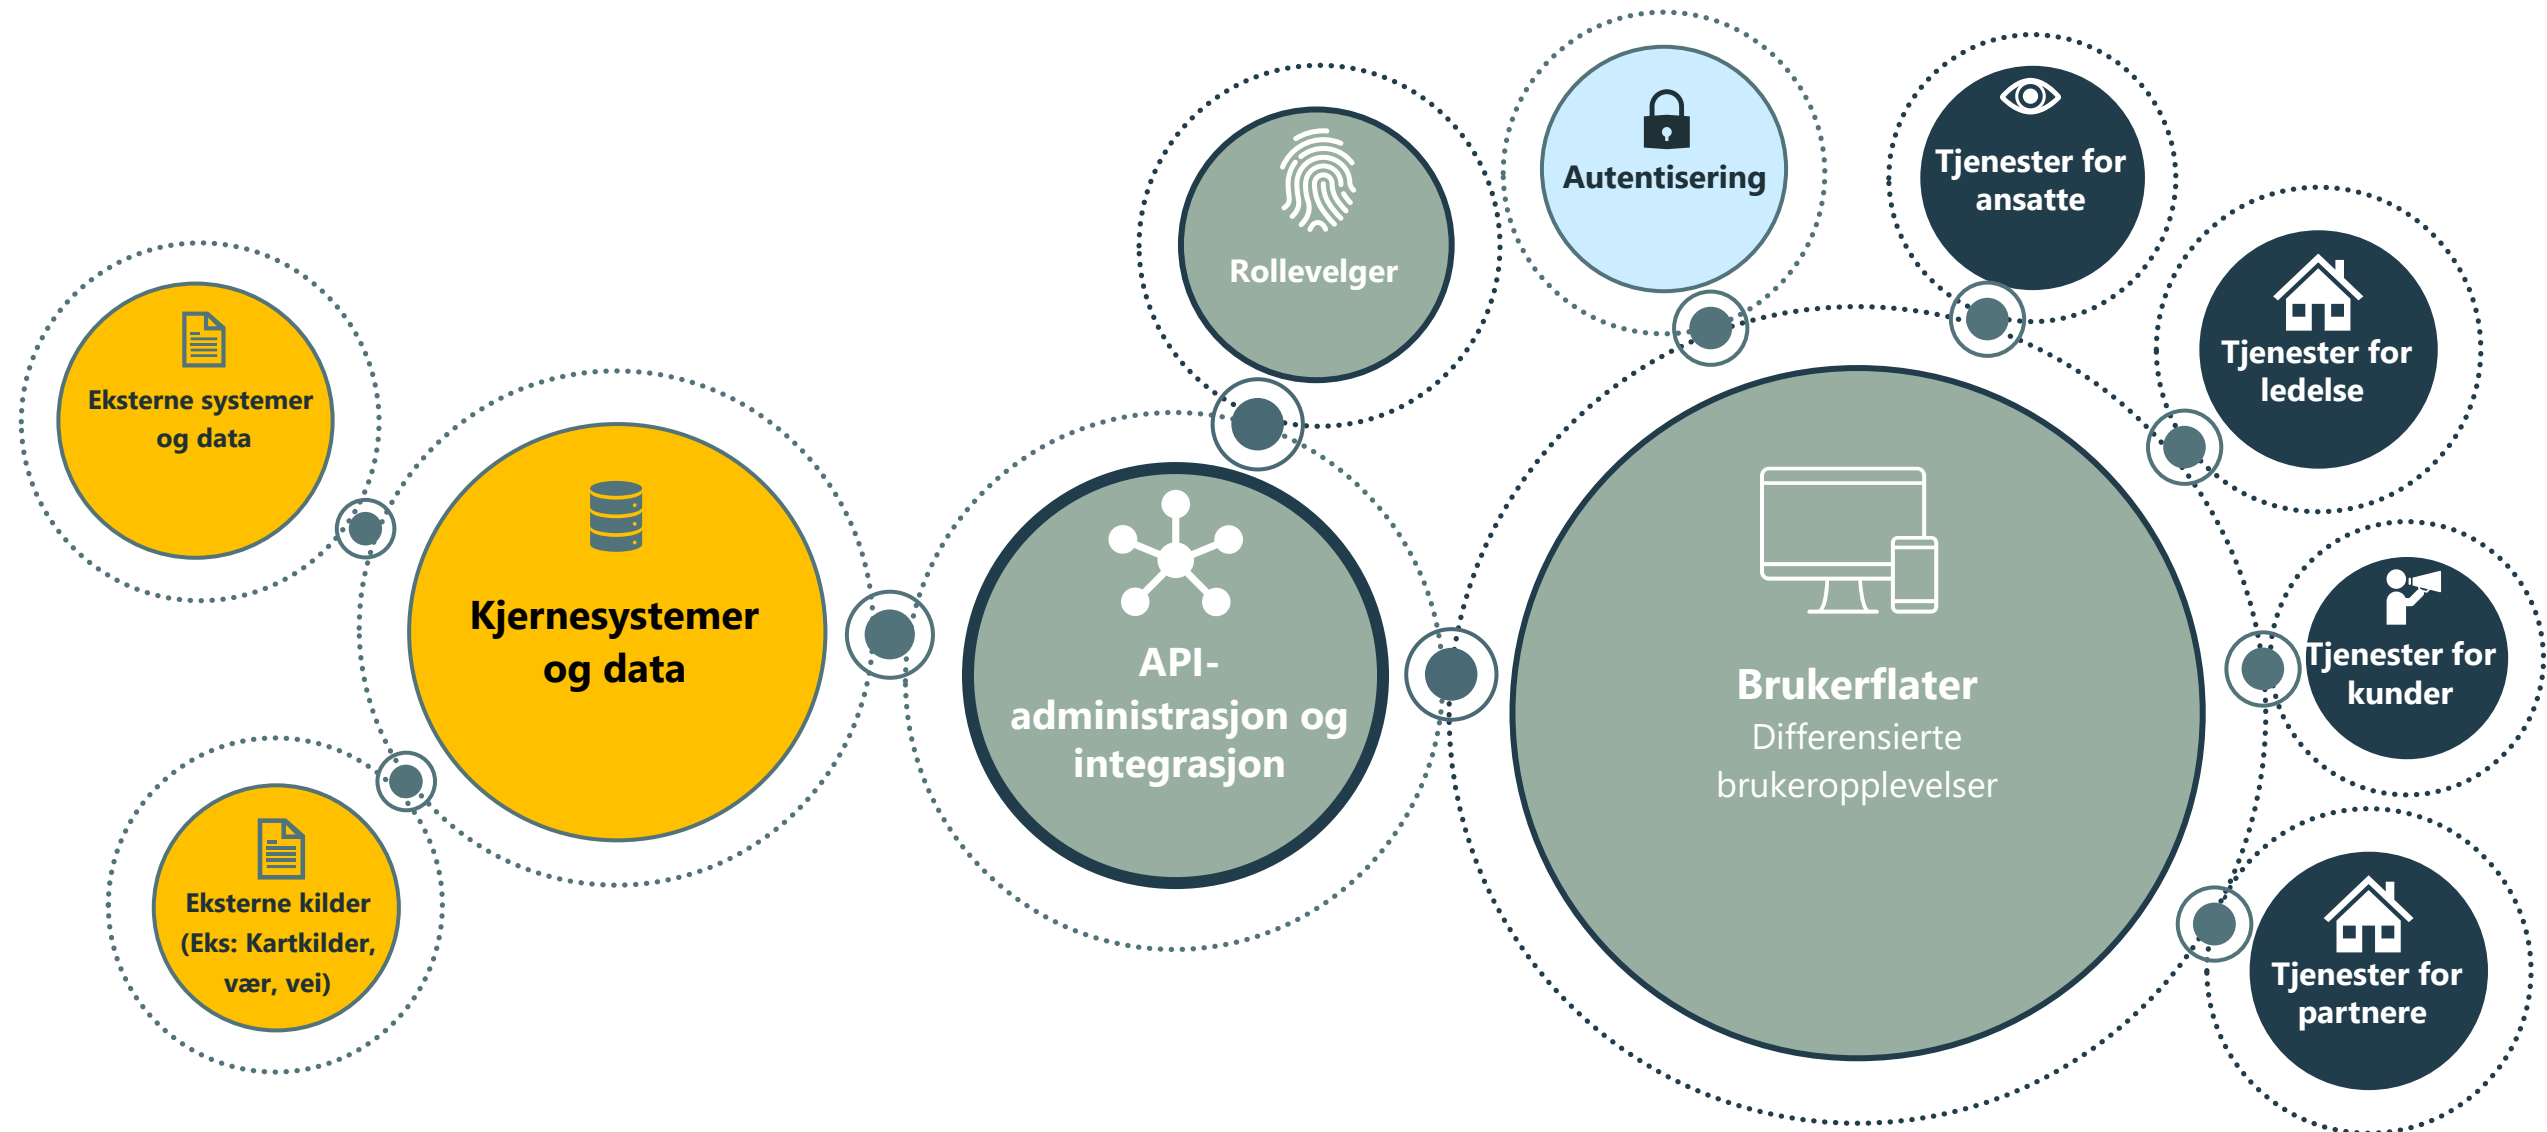 Eksterne systemer
og data
Eksterne kilder
(Eks: Kartkilder,
vær, vei)
Kjernesystemer
og data
API-
administrasjon og
integrasjon
Rollevelger
Autentisering
Brukerflater
Differensierte
brukeropplevelser
Tjenester for
ansatte
Tjenester for
ledelse
Tjenester for
kunder
Tjenester for
partnere